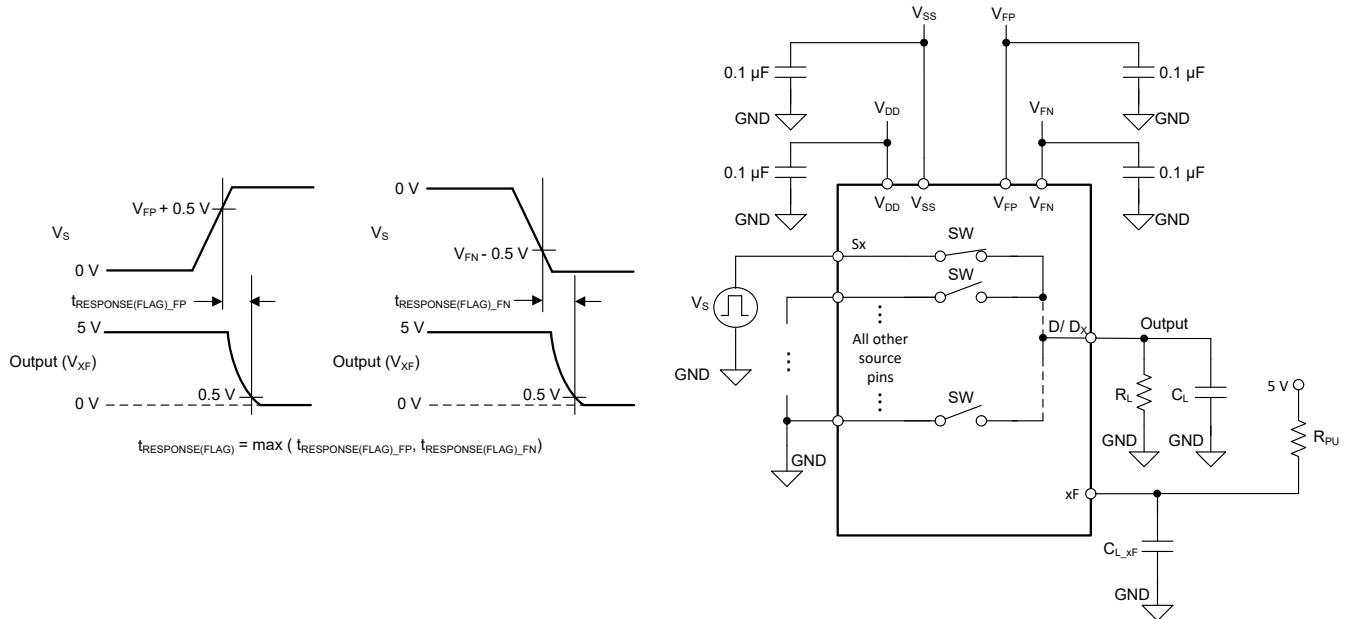 V_FP + 0.5 V
V_S
0 V
t_RESPONSE(FLAG)_FP
5 V
Output (V_XF)
0.5 V
0 V
0 V
V_S
V_FN - 0.5 V
t_RESPONSE(FLAG)_FN
5 V
Output (V_XF)
0.5 V
0 V
t_RESPONSE(FLAG) = max ( t_RESPONSE(FLAG)_FP, t_RESPONSE(FLAG)_FN)
V_SS
V_FP
0.1 µF
0.1 µF
GND
V_DD
V_FN
GND
0.1 µF
0.1 µF
GND
V_DD
V_SS
V_FP
V_FN
GND
Sx
SW
SW
V_S
GND
...
...
All other
source
pins
...
SW
GND
D/ D_X
Output
R_L
C_L
GND
GND
5 V
R_PU
xF
C_L_xF
GND